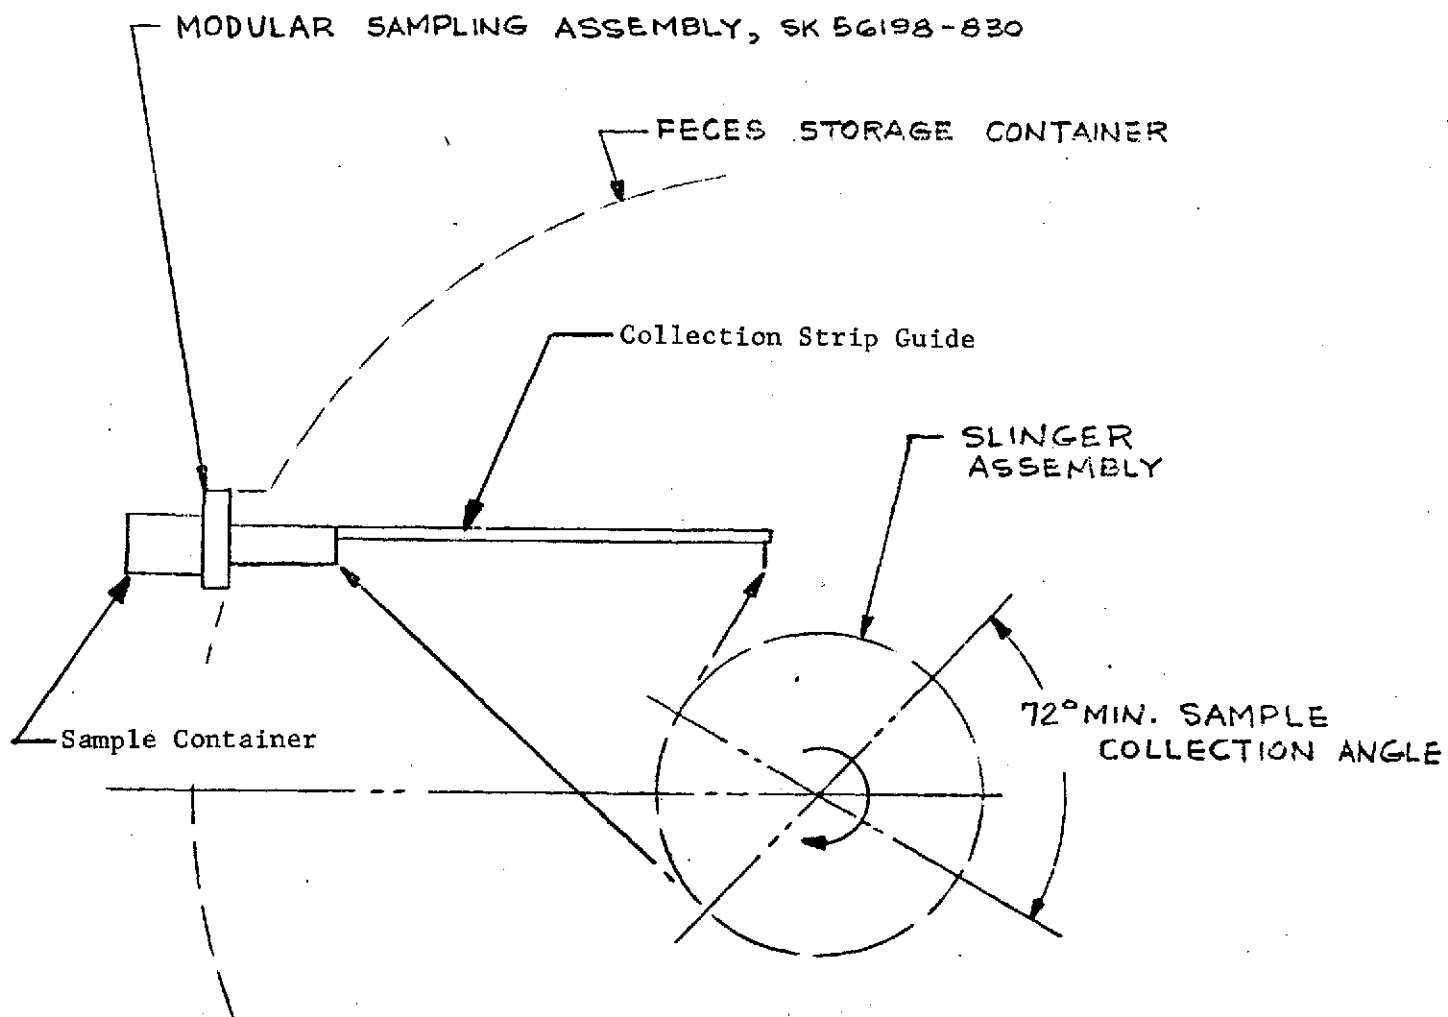 MODULAR SAMPLING ASSEMBLY, SK 56198-830
FECES STORAGE CONTAINER
Collection Strip Guide
SLINGER
ASSEMBLY
72° MIN. SAMPLE
COLLECTION ANGLE
Sample Container